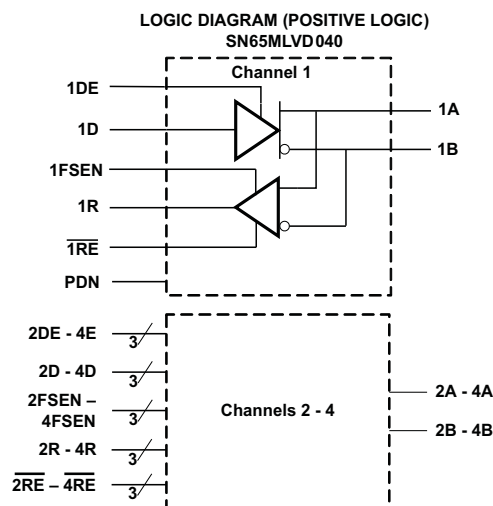 LOGIC DIAGRAM (POSITIVE LOGIC)
SN65MLVD040
Channel 1
1DE
1D
1FSEN
1R
1RE
PDN
1A
1B
2DE - 4E
3
2D - 4D
3
2FSEN –
4FSEN
3
2R - 4R
3
2RE – 4RE
3
Channels 2 - 4
2A - 4A
2B - 4B